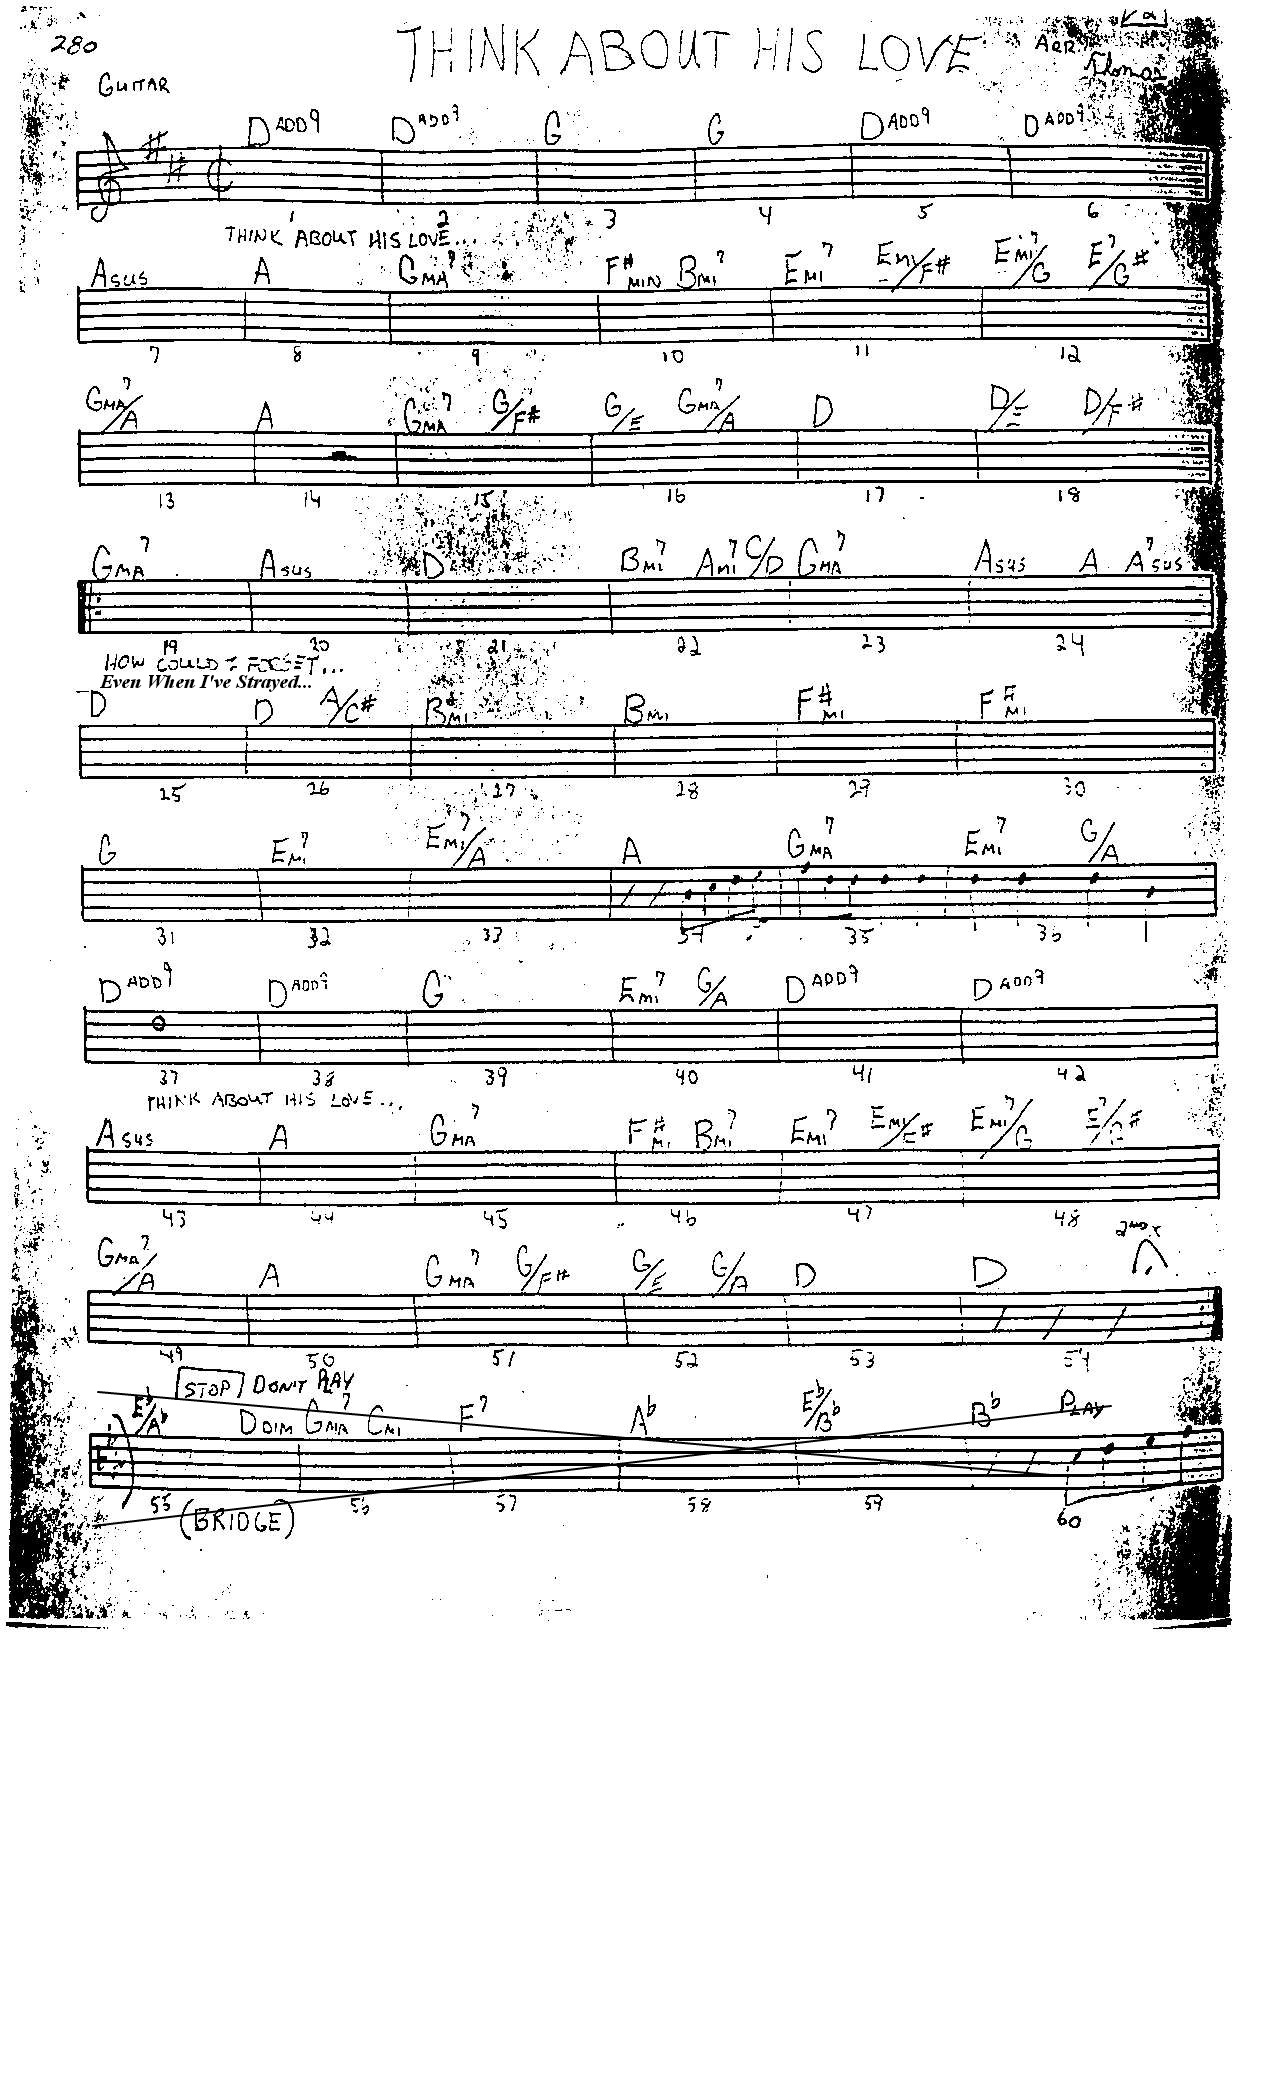 280
THINK ABOUT HIS LOVE
ARR. Thomas
GUITAR
D ADD9 D ADD9 G G D ADD9 D ADD9
1 2 3 4 5 6
THINK ABOUT HIS LOVE...
Asus A GMA7 F#MIN BMI7 EMI7 EMI/F# EMI7/G E7/G#
7 8 9 10 11 12
GMA7/A A GMA7 G/F# G/E GMA7/A D D/E D/F#
13 14 15 16 17 18
GMA7 Asus D BMI7 AMI7 C/D GMA7 Asus A A7sus
19 20 21 22 23 24
HOW COULD I FORGET...
Even When I've Strayed...
D D A/C# BMI BMI F#MI F#MI
25 26 27 28 29 30
G EMI7 EMI7/A A GMA7 EMI7 G/A
31 32 33 34 35 36
D ADD9 D ADD9 G EMI7 G/A D ADD9 D ADD9
37 38 39 40 41 42
THINK ABOUT HIS LOVE...
Asus A GMA7 F#MI BMI7 EMI7 EMI/F# EMI7/G E7/G#
43 44 45 46 47 48
2ND X
GMA7/A A GMA7 G/F# G/E G/A D D
49 50 51 52 53 54
STOP DON'T PLAY
Eb/Ab DDIM GMA7 CMI F7 Ab Eb/Bb Bb PLAY
55 56 57 58 59 60
(BRIDGE)